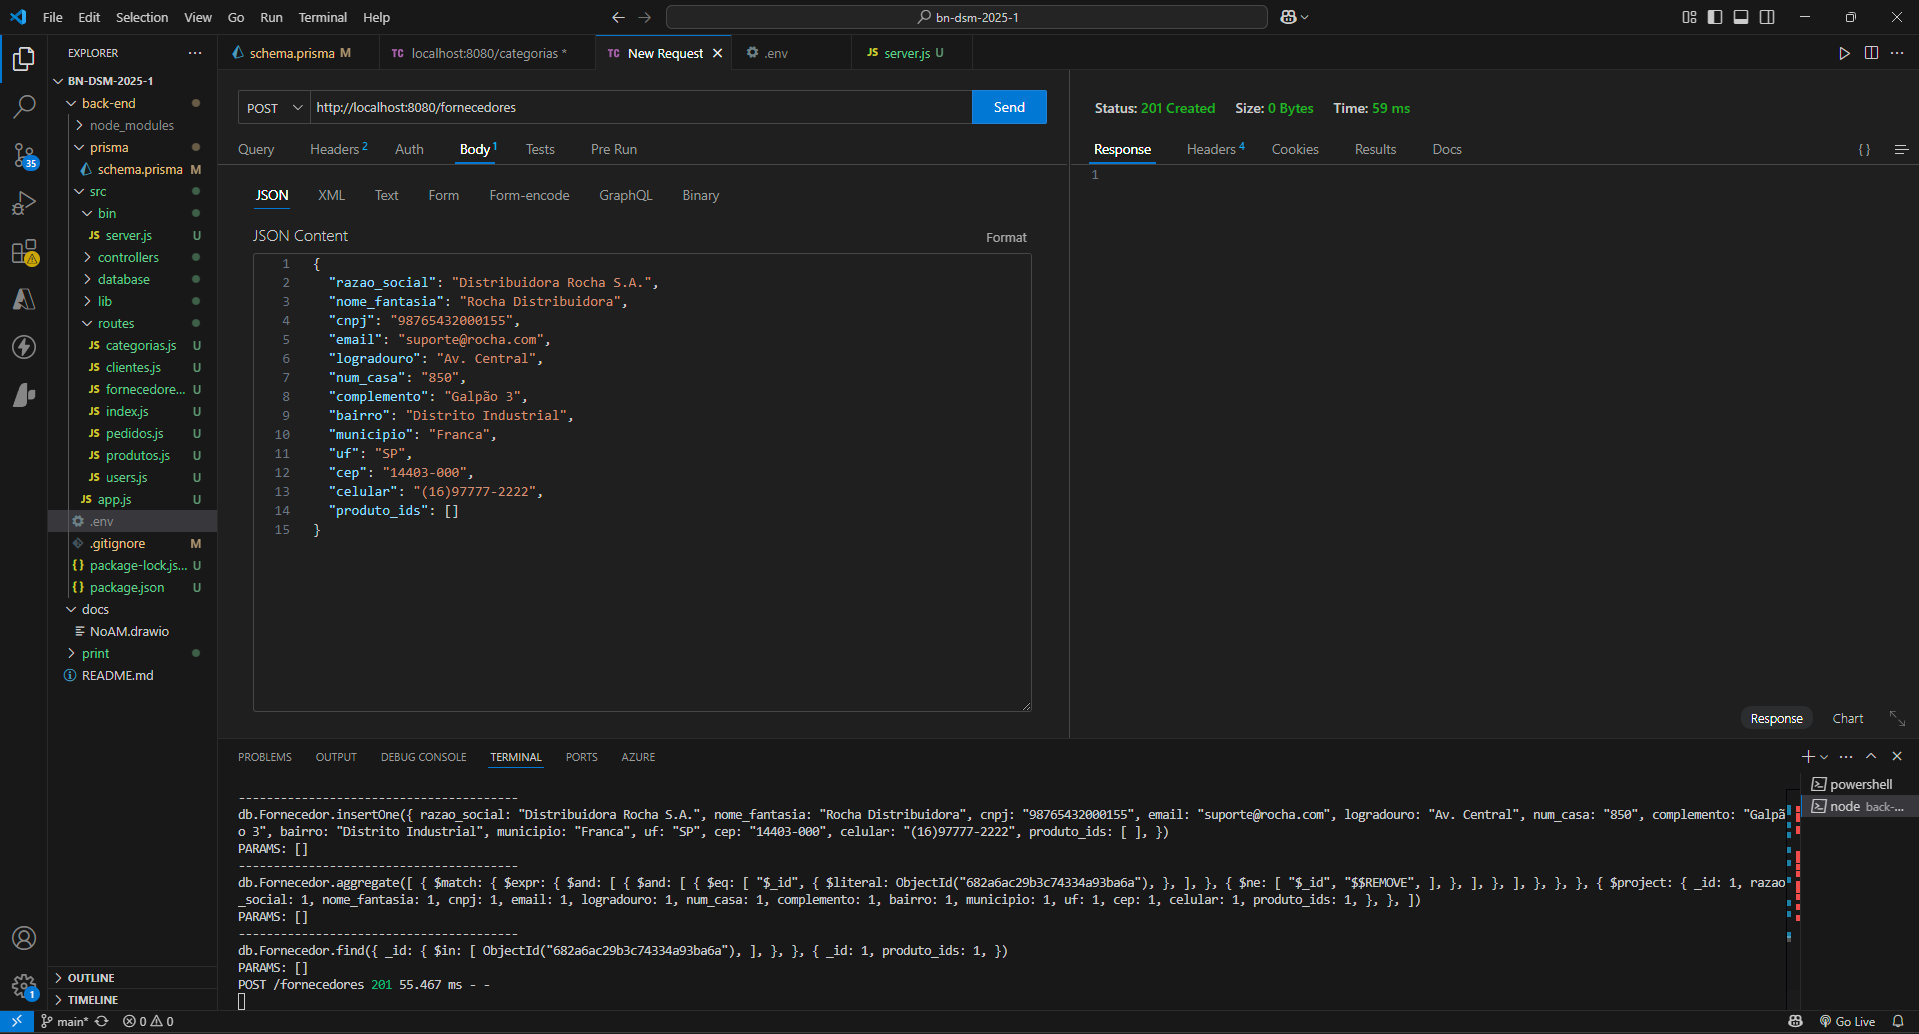 File Edit Selection View Go Run Terminal Help
bn-dsm-2025-1
EXPLORER
schema.prisma M
TC localhost:8080/categorias *
TC New Request
.env
JS server.js U
BN-DSM-2025-1
back-end
node_modules
prisma
schema.prisma M
src
bin
JS server.js U
controllers
database
lib
routes
JS categorias.js U
JS clientes.js U
JS fornecedore... U
JS index.js U
JS pedidos.js U
JS produtos.js U
JS users.js U
JS app.js U
.env
.gitignore M
{} package-lock.js... U
{} package.json U
docs
NoAM.drawio
print
README.md
OUTLINE
TIMELINE
35
1
POST http://localhost:8080/fornecedores Send
Query Headers 2 Auth Body 1 Tests Pre Run
JSON XML Text Form Form-encode GraphQL Binary
JSON Content
Format
1 {
2 "razao_social": "Distribuidora Rocha S.A.",
3 "nome_fantasia": "Rocha Distribuidora",
4 "cnpj": "98765432000155",
5 "email": "suporte@rocha.com",
6 "logradouro": "Av. Central",
7 "num_casa": "850",
8 "complemento": "Galpão 3",
9 "bairro": "Distrito Industrial",
10 "municipio": "Franca",
11 "uf": "SP",
12 "cep": "14403-000",
13 "celular": "(16)97777-2222",
14 "produto_ids": []
15 }
Status: 201 Created Size: 0 Bytes Time: 59 ms
Response Headers 4 Cookies Results Docs { }
1
Response Chart
PROBLEMS OUTPUT DEBUG CONSOLE TERMINAL PORTS AZURE
powershell
node back-...
----------------------------------------
db.Fornecedor.insertOne({ razao_social: "Distribuidora Rocha S.A.", nome_fantasia: "Rocha Distribuidora", cnpj: "98765432000155", email: "suporte@rocha.com", logradouro: "Av. Central", num_casa: "850", complemento: "Galpã
o 3", bairro: "Distrito Industrial", municipio: "Franca", uf: "SP", cep: "14403-000", celular: "(16)97777-2222", produto_ids: [ ], })
PARAMS: []
----------------------------------------
db.Fornecedor.aggregate([ { $match: { $expr: { $and: [ { $and: [ { $eq: [ "$_id", { $literal: ObjectId("682a6ac29b3c74334a93ba6a"), }, ], }, { $ne: [ "$_id", "$$REMOVE", ], }, ], }, ], }, }, }, { $project: { _id: 1, razao
_social: 1, nome_fantasia: 1, cnpj: 1, email: 1, logradouro: 1, num_casa: 1, complemento: 1, bairro: 1, municipio: 1, uf: 1, cep: 1, celular: 1, produto_ids: 1, }, }, ])
PARAMS: []
----------------------------------------
db.Fornecedor.find({ _id: { $in: [ ObjectId("682a6ac29b3c74334a93ba6a"), ], }, }, { _id: 1, produto_ids: 1, })
PARAMS: []
POST /fornecedores 201 55.467 ms - -
main* 0 0 Go Live